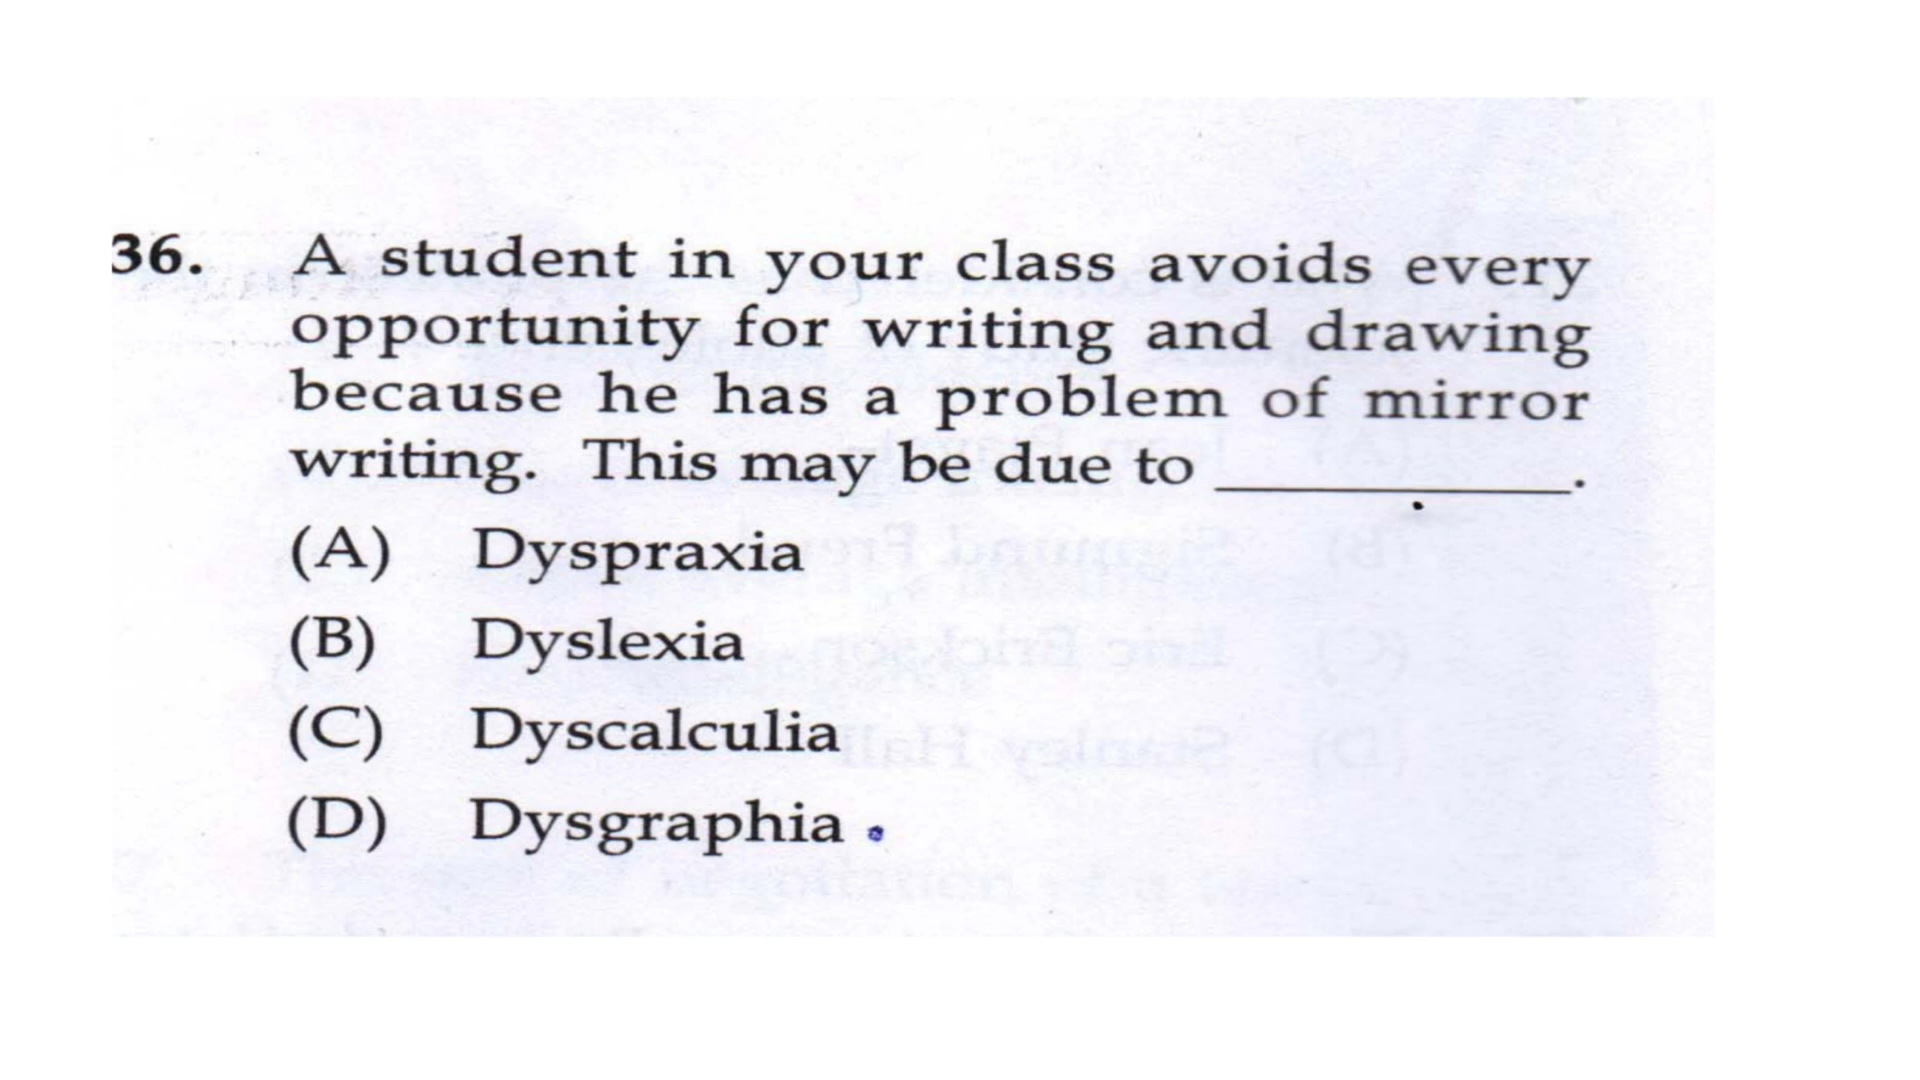 36. A student in your class avoids every
opportunity for writing and drawing
because he has a problem of mirror
writing. This may be due to __________.
(A) Dyspraxia
(B) Dyslexia
(C) Dyscalculia
(D) Dysgraphia